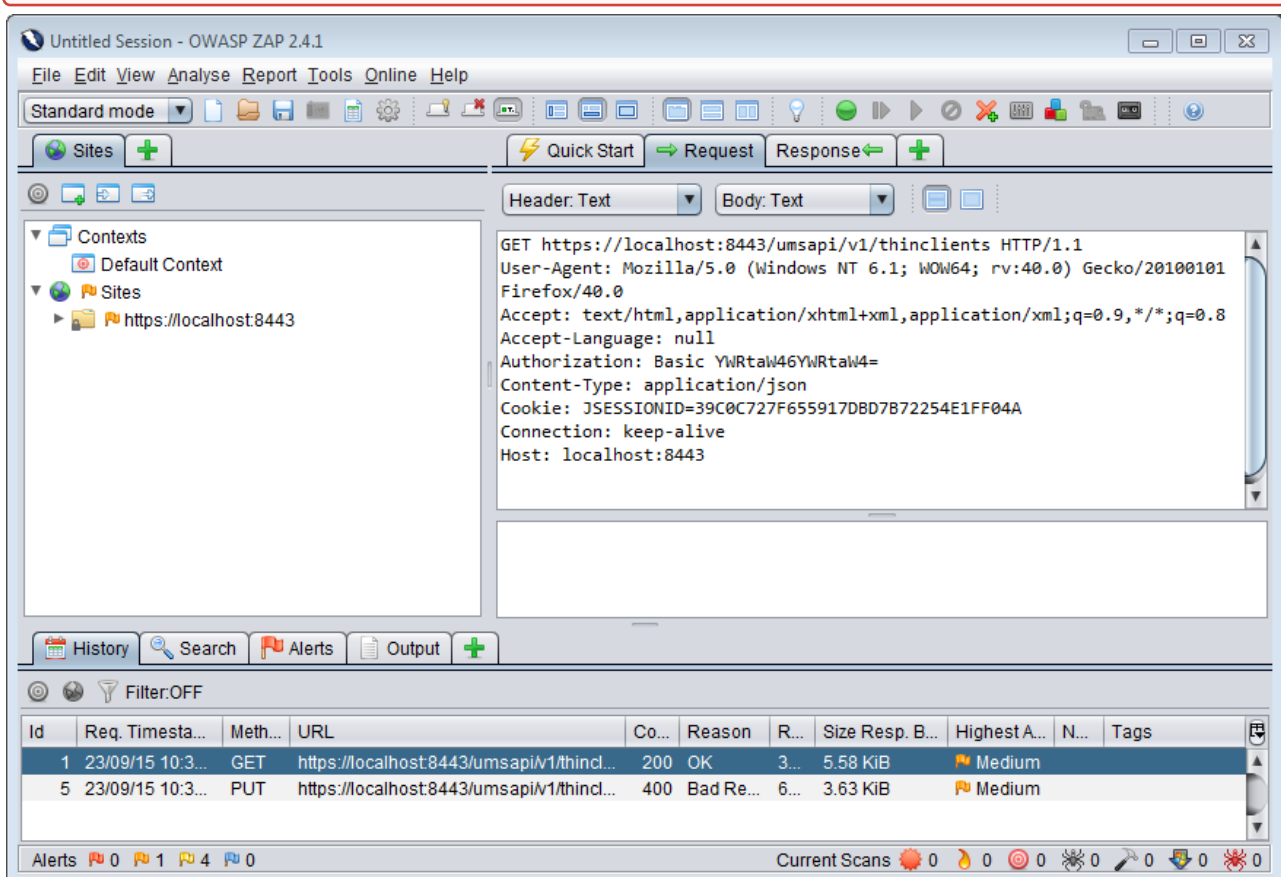 Untitled Session - OWASP ZAP 2.4.1
File Edit View Analyse Report Tools Online Help
Standard mode
Sites
Quick Start Request Response
Header: Text Body: Text
Contexts
Default Context
Sites
https://localhost:8443
GET https://localhost:8443/umsapi/v1/thinclients HTTP/1.1
User-Agent: Mozilla/5.0 (Windows NT 6.1; WOW64; rv:40.0) Gecko/20100101
Firefox/40.0
Accept: text/html,application/xhtml+xml,application/xml;q=0.9,*/*;q=0.8
Accept-Language: null
Authorization: Basic YWRtaW46YWRtaW4=
Content-Type: application/json
Cookie: JSESSIONID=39C0C727F655917DBD7B72254E1FF04A
Connection: keep-alive
Host: localhost:8443
History Search Alerts Output
Filter:OFF
Id Req. Timesta... Meth... URL Co... Reason R... Size Resp. B... Highest A... N... Tags
1 23/09/15 10:3... GET https://localhost:8443/umsapi/v1/thincl... 200 OK 3... 5.58 KiB Medium
5 23/09/15 10:3... PUT https://localhost:8443/umsapi/v1/thincl... 400 Bad Re... 6... 3.63 KiB Medium
Alerts 0 1 4 0 Current Scans 0 0 0 0 0 0 0